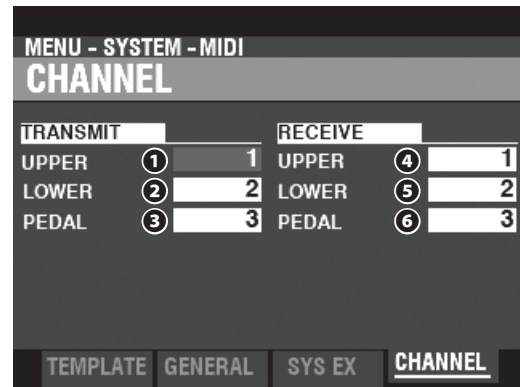 MENU - SYSTEM - MIDI
CHANNEL
TRANSMIT
UPPER ① 1
LOWER ② 2
PEDAL ③ 3
RECEIVE
UPPER ④ 1
LOWER ⑤ 2
PEDAL ⑥ 3
TEMPLATE GENERAL SYS EX CHANNEL